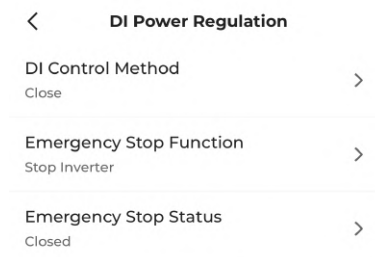 DI Power Regulation
DI Control Method
Close
Emergency Stop Function
Stop Inverter
Emergency Stop Status
Closed